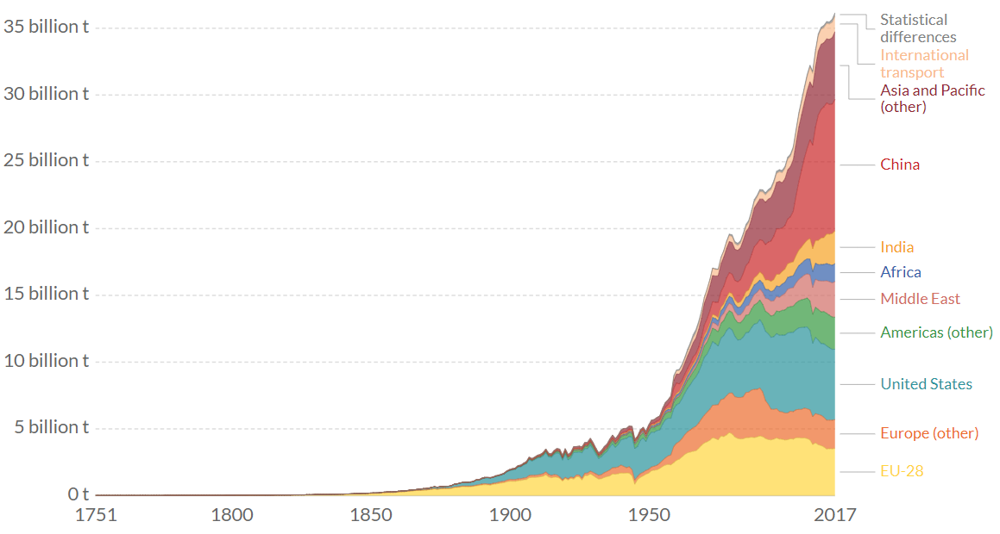 35 billion t
30 billion t
25 billion t
20 billion t
15 billion t
10 billion t
5 billion t
0 t
1751
1800
1850
1900
1950
2017
Statistical
differences
International
transport
Asia and Pacific
(other)
China
India
Africa
Middle East
Americas (other)
United States
Europe (other)
EU-28